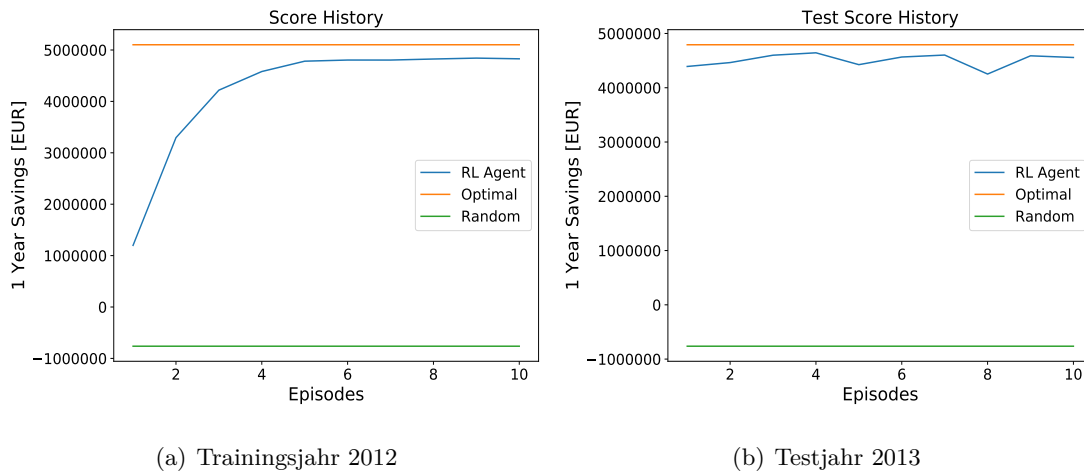 Score History
1 Year Savings [EUR]
5000000
4000000
3000000
2000000
1000000
0
−1000000
RL Agent
Optimal
Random
2 4 6 8 10
Episodes
(a) Trainingsjahr 2012
Test Score History
1 Year Savings [EUR]
5000000
4000000
3000000
2000000
1000000
0
−1000000
RL Agent
Optimal
Random
2 4 6 8 10
Episodes
(b) Testjahr 2013